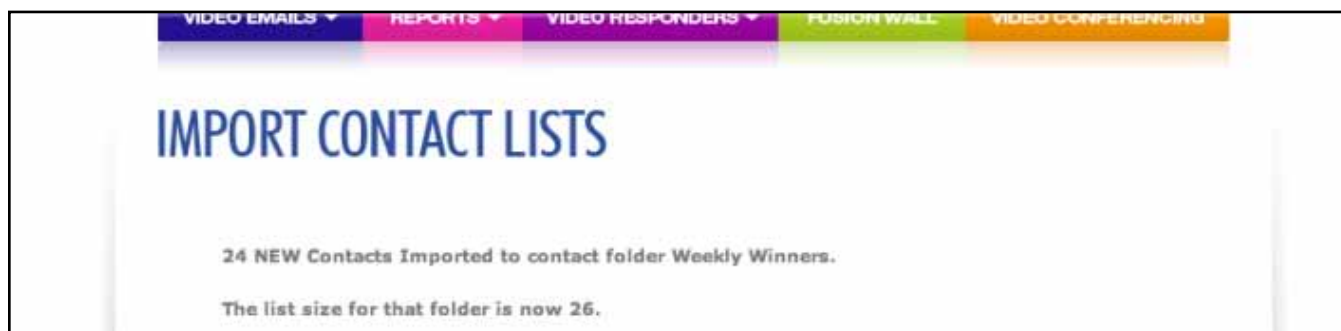 VIDEO EMAILS REPORTS VIDEO RESPONDERS FUSION WALL VIDEO CONFERENCING
IMPORT CONTACT LISTS
24 NEW Contacts Imported to contact folder Weekly Winners.
The list size for that folder is now 26.